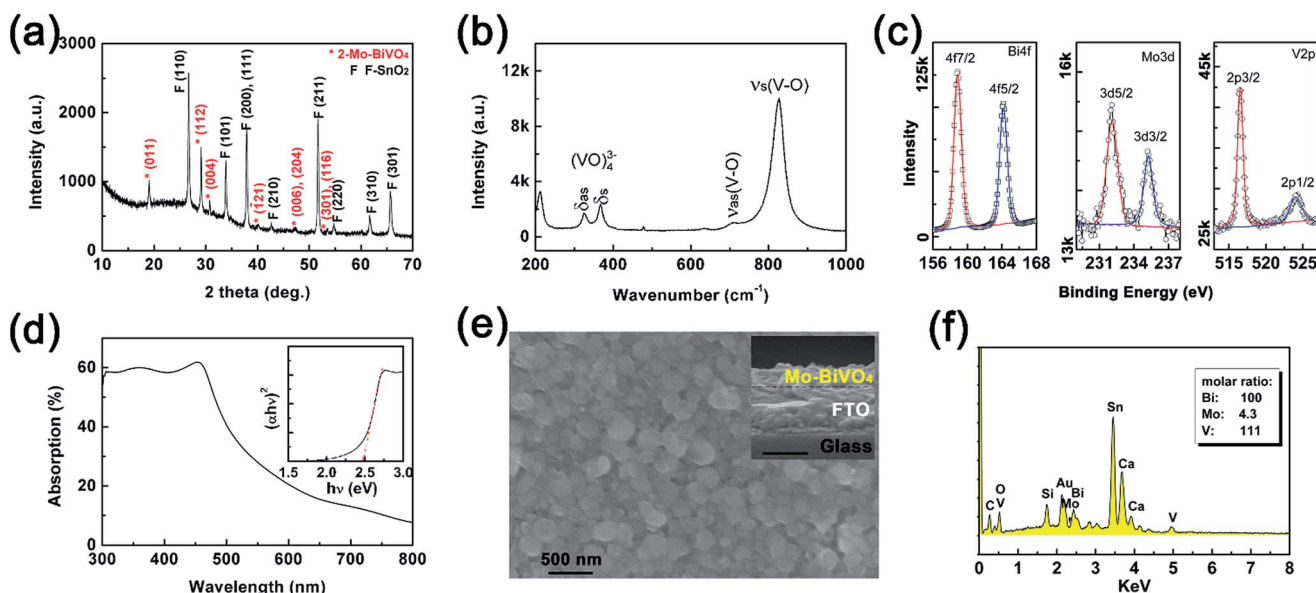 (a)
3000
2000
1000
300
Intensity (a.u.)
* 2-Mo-BiVO4
F F-SnO2
* (011)
F (110)
* (112)
* (004)
F (101)
F (200), (111)
* (121)
F (210)
* (006), (204)
F (211)
* (301), (116)
F (220)
F (310)
F (301)
10 20 30 40 50 60 70
2 theta (deg.)
(b)
12k
8k
4k
0
Intensity (a.u.)
(VO)4 3-
δas
δs
νas(V-O)
νs(V-O)
200 400 600 800 1000
Wavenumber (cm-1)
(c)
125k
0
Intensity
4f7/2
Bi4f
4f5/2
156 160 164 168
16k
13k
Mo3d
3d5/2
3d3/2
231 234 237
45k
25k
V2p
2p3/2
2p1/2
515 520 525
Binding Energy (eV)
(d)
60
40
20
0
Absorption (%)
(αhν)2
1.5 2.0 2.5 3.0
hν (eV)
300 400 500 600 700 800
Wavelength (nm)
(e)
Mo-BiVO4
FTO
Glass
500 nm
(f)
molar ratio:
Bi: 100
Mo: 4.3
V: 111
C
O
V
Si
Au
Mo
Bi
Sn
Ca
Ca
V
0 1 2 3 4 5 6 7 8
KeV